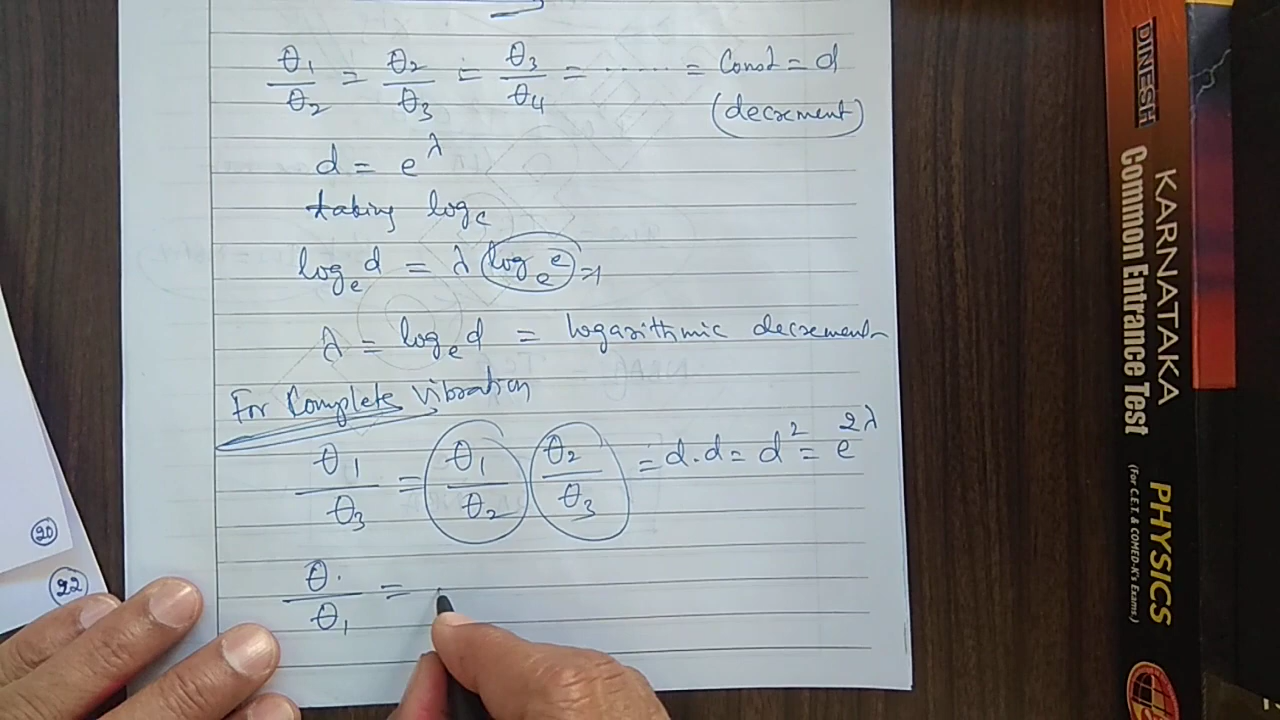 θ₁/θ₂ = θ₂/θ₃ = θ₃/θ₄ = ...... = Const = d
(decrement)
d = e^λ
taking logₑ
logₑ d = λ (logₑ e) = 1
λ = logₑ d = logarithmic decrement
For Complete Vibration
θ₁/θ₃ = θ₁/θ₂ θ₂/θ₃ = d.d = d² = e^2λ
θ./θ₁ =
20
22
DINESH
KARNATAKA
Common Entrance Test
(For C.E.T. & COMED-K's Exams.)
PHYSICS